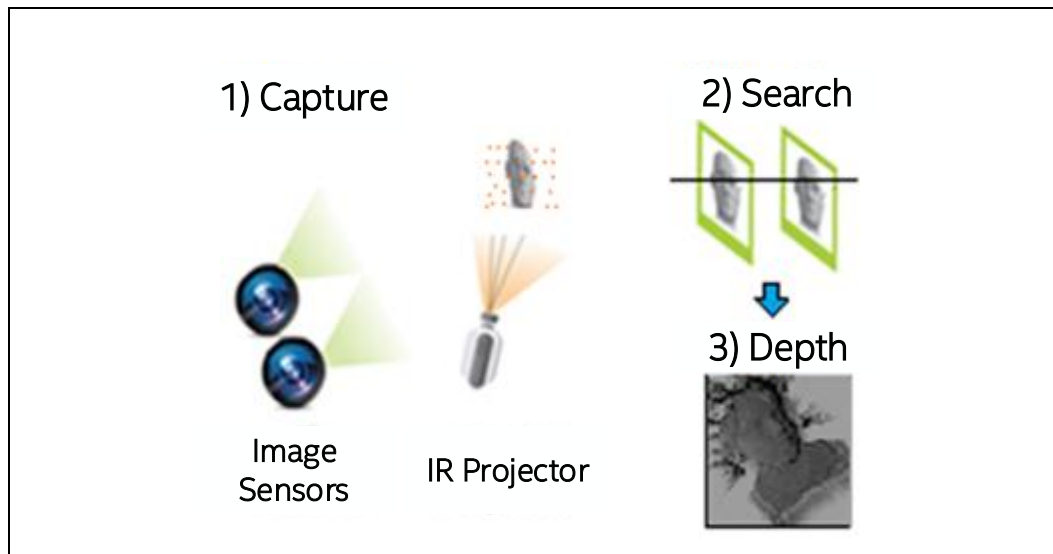 1) Capture
2) Search
3) Depth
Image
Sensors
IR Projector